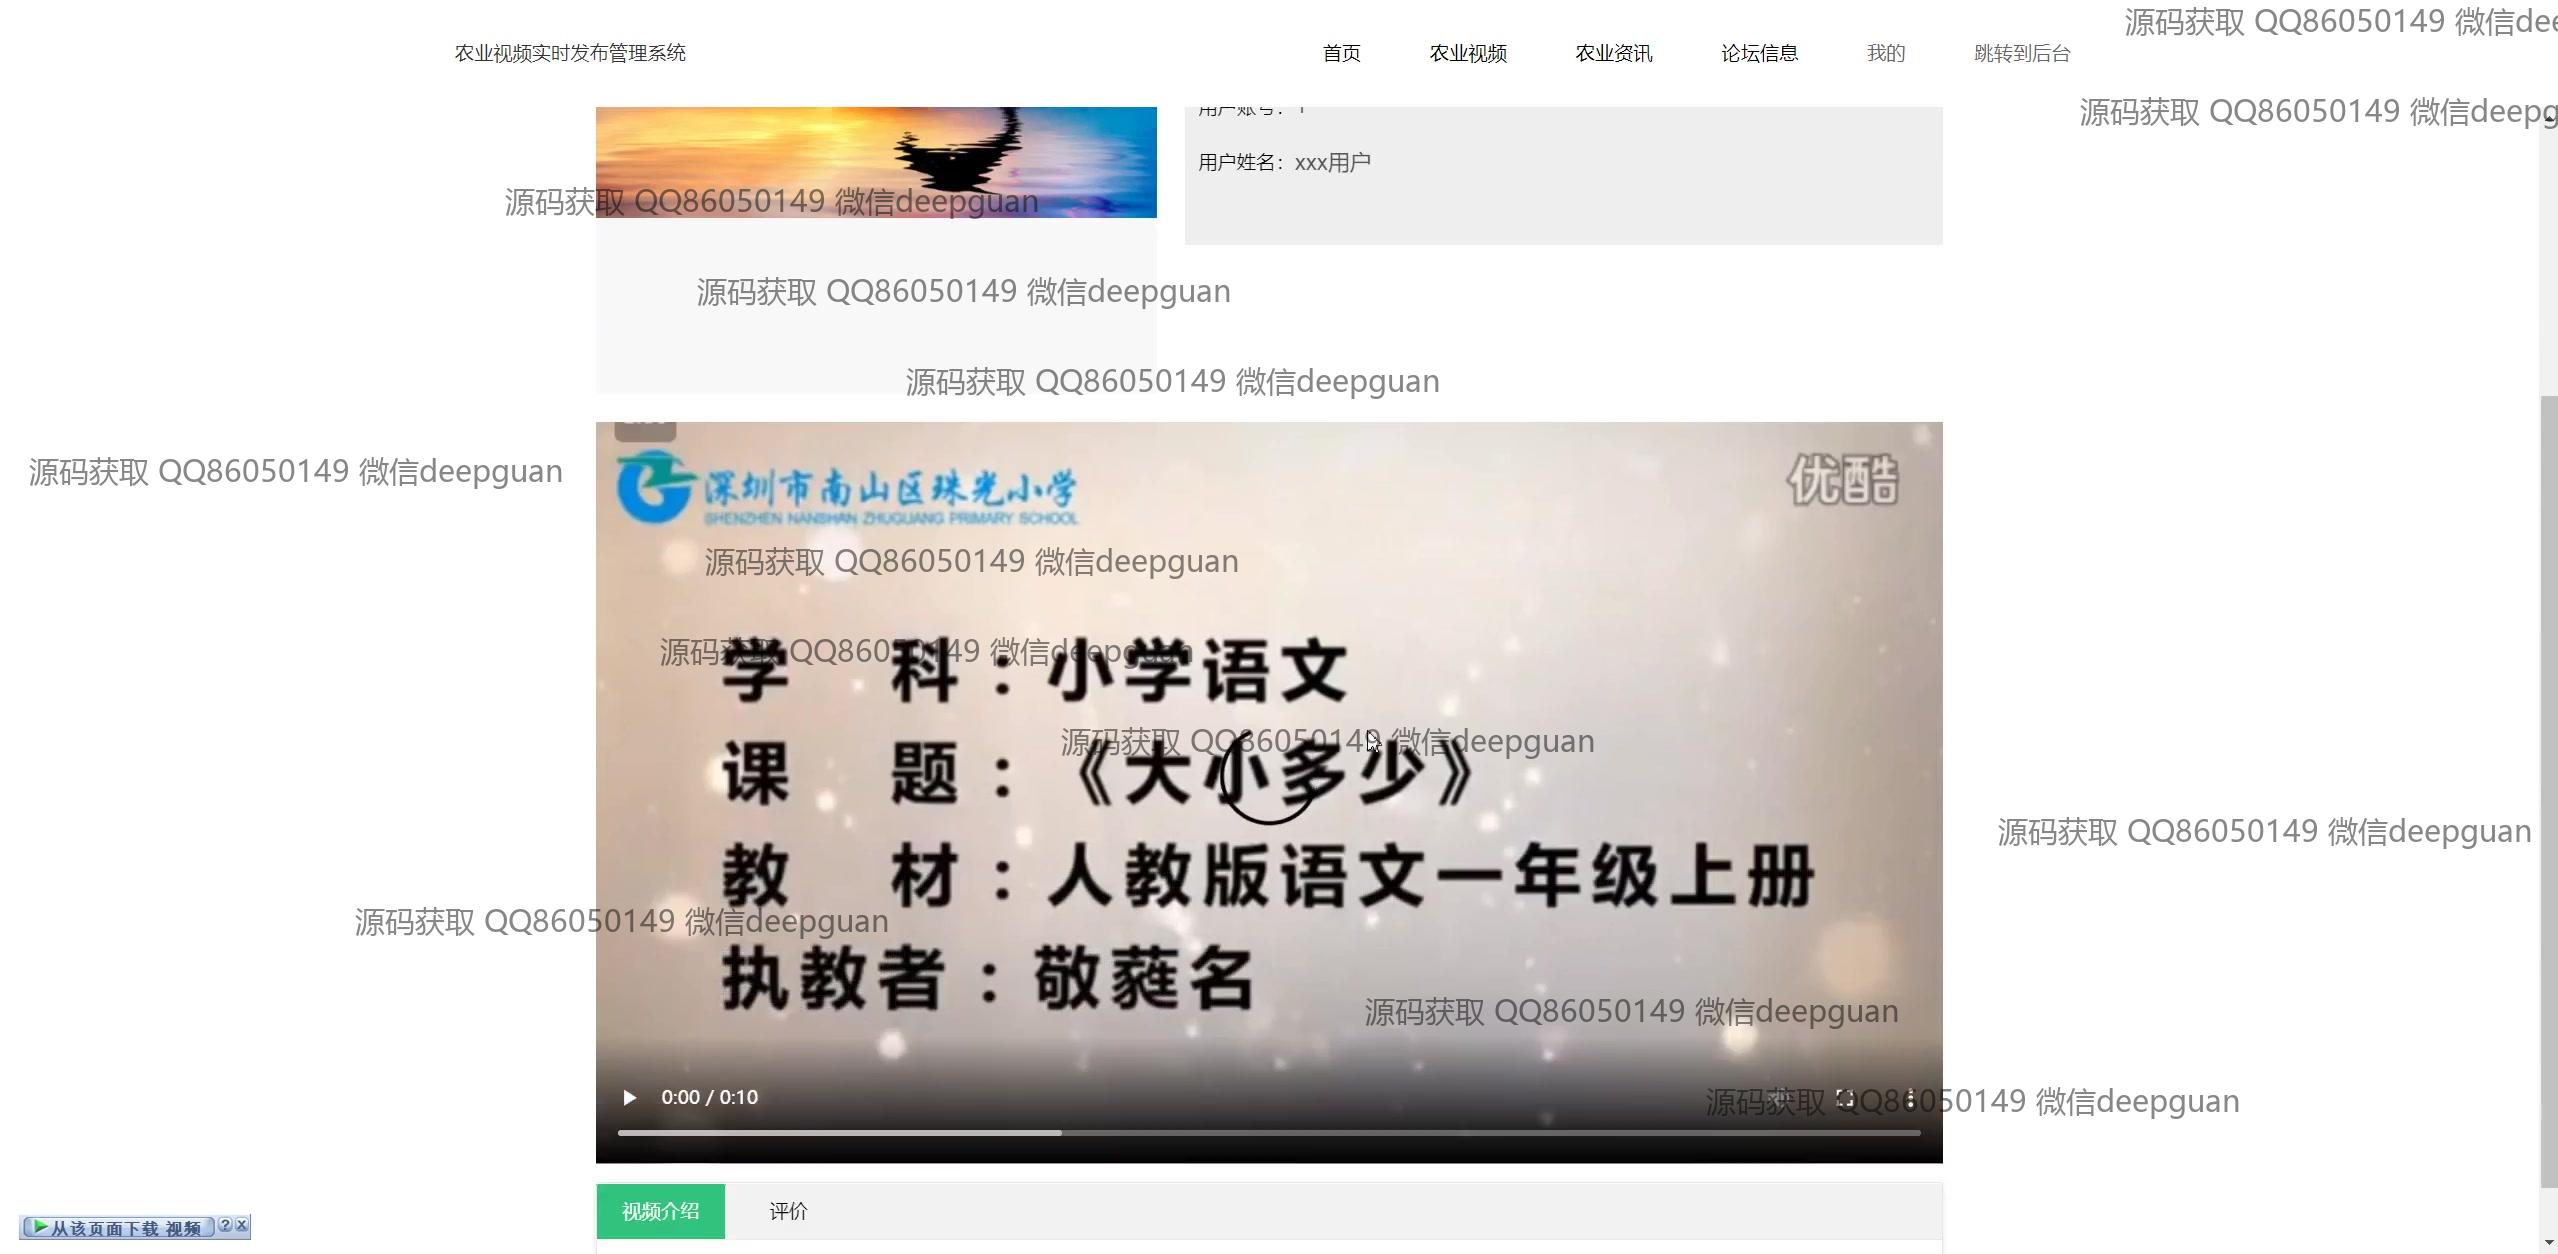 源码获取 QQ86050149 微信dee
农业视频实时发布管理系统 首页 农业视频 农业资讯 论坛信息 我的 跳转到后台
源码获取 QQ86050149 微信deepg
用户账号：1
用户姓名：xxx用户
源码获取 QQ86050149 微信deepguan
源码获取 QQ86050149 微信deepguan
源码获取 QQ86050149 微信deepguan
源码获取 QQ86050149 微信deepguan
深圳市南山区珠光小学
SHENZHEN NANSHAN ZHUGUANG PRIMARY SCHOOL
优酷
源码获取 QQ86050149 微信deepguan
源码获取 QQ86050149 微信deepguan
学 科：小学语文
源码获取 QQ86050149 微信deepguan
课 题：《大小多少》
源码获取 QQ86050149 微信deepguan
教 材：人教版语文一年级上册
源码获取 QQ86050149 微信deepguan
执教者：敬蕤名
源码获取 QQ86050149 微信deepguan
0:00 / 0:10
源码获取 QQ86050149 微信deepguan
视频介绍 评价
从该页面下载 视频 ? X